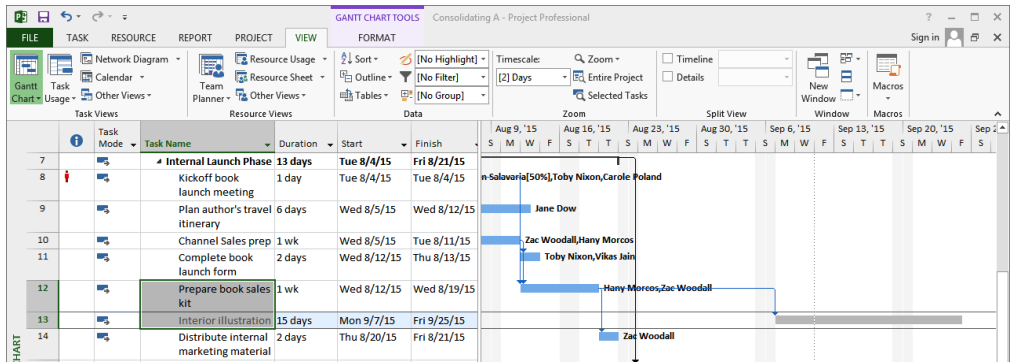 GANTT CHART TOOLS Consolidating A - Project Professional ?
FILE TASK RESOURCE REPORT PROJECT VIEW FORMAT Sign in
Network Diagram Resource Usage Sort [No Highlight] Timescale: Zoom Timeline
Calendar Resource Sheet Outline [No Filter] [2] Days Entire Project Details
Gantt Chart Task Usage Other Views Team Planner Other Views Tables [No Group] Selected Tasks New Window Macros
Task Views Resource Views Data Zoom Split View Window Macros
Aug 9, '15 Aug 16, '15 Aug 23, '15 Aug 30, '15 Sep 6, '15 Sep 13, '15 Sep 20, '15 Sep 2
Task Mode Task Name Duration Start Finish S M W F S T T S M W F S T T S M W F S T T S M W F S
7 Internal Launch Phase 13 days Tue 8/4/15 Fri 8/21/15
8 Kickoff book 1 day Tue 8/4/15 Tue 8/4/15 n Salavaria[50%],Toby Nixon,Carole Poland
launch meeting
9 Plan author's travel 6 days Wed 8/5/15 Wed 8/12/15 Jane Dow
itinerary
10 Channel Sales prep 1 wk Wed 8/5/15 Tue 8/11/15 Zac Woodall,Hany Morcos
11 Complete book 2 days Wed 8/12/15 Thu 8/13/15 Toby Nixon,Vikas Jain
launch form
12 Prepare book sales 1 wk Wed 8/12/15 Wed 8/19/15 Hany Morcos,Zac Woodall
kit
13 Interior illustration 15 days Mon 9/7/15 Fri 9/25/15
14 Distribute internal 2 days Thu 8/20/15 Fri 8/21/15 Zac Woodall
marketing material
CHART